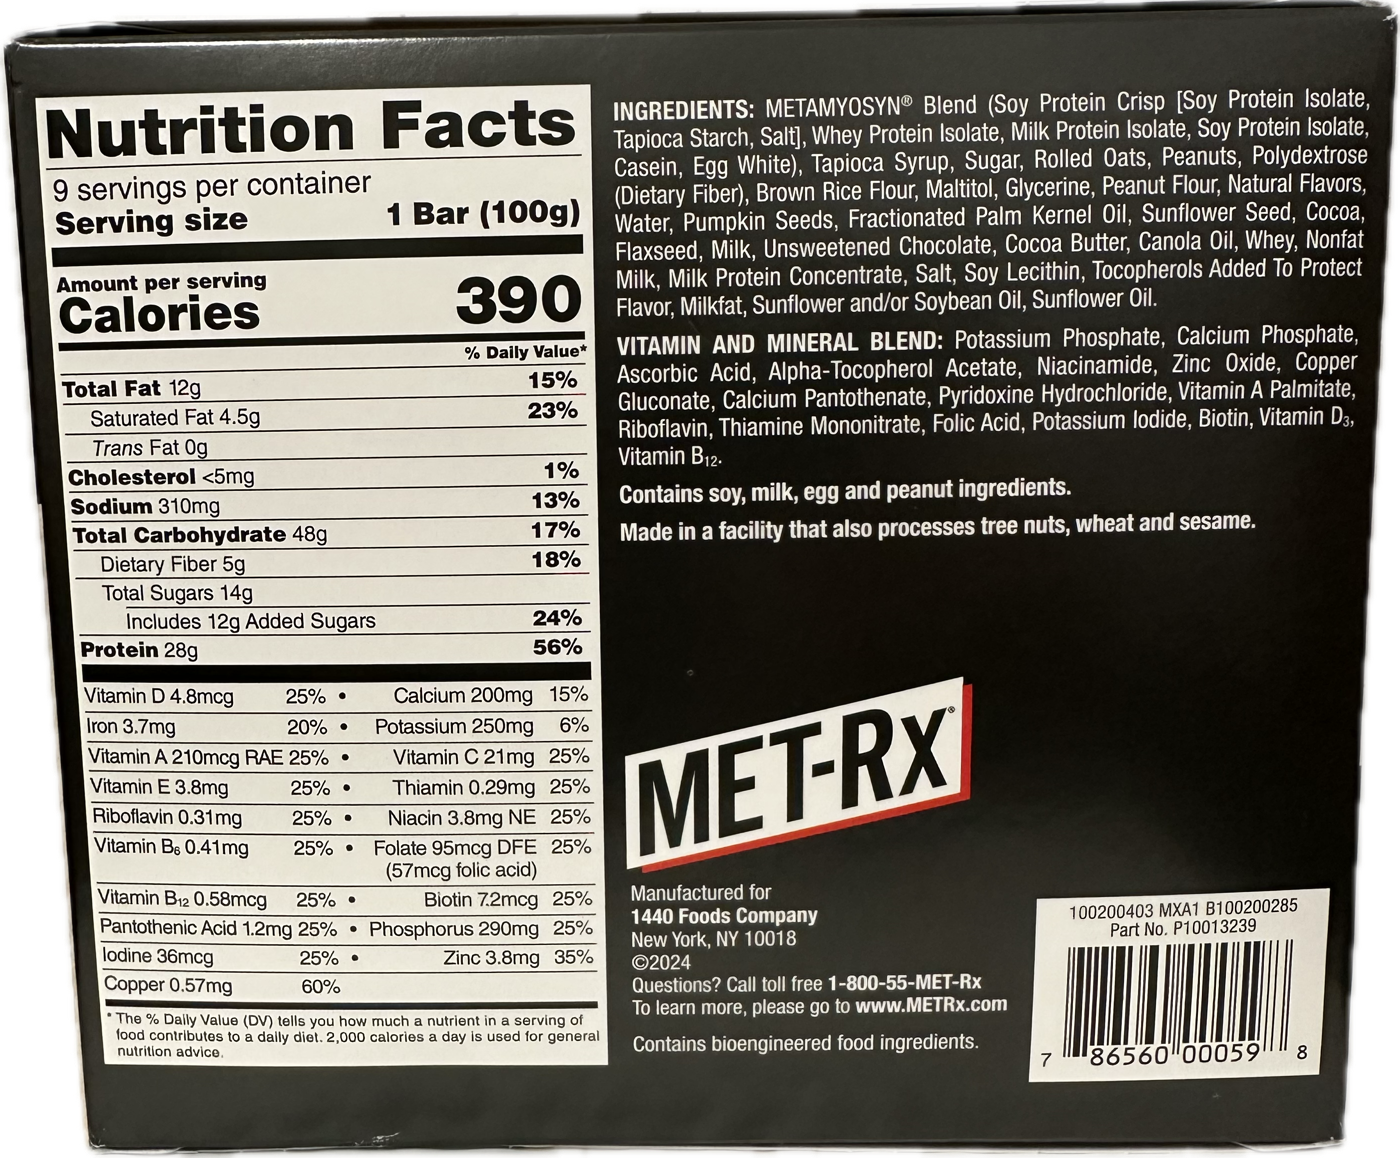 Nutrition Facts
9 servings per container
Serving size 1 Bar (100g)
Amount per serving
Calories 390
% Daily Value*
Total Fat 12g 15%
Saturated Fat 4.5g 23%
Trans Fat 0g
Cholesterol <5mg 1%
Sodium 310mg 13%
Total Carbohydrate 48g 17%
Dietary Fiber 5g 18%
Total Sugars 14g
Includes 12g Added Sugars 24%
Protein 28g 56%
Vitamin D 4.8mcg 25% • Calcium 200mg 15%
Iron 3.7mg 20% • Potassium 250mg 6%
Vitamin A 210mcg RAE 25% • Vitamin C 21mg 25%
Vitamin E 3.8mg 25% • Thiamin 0.29mg 25%
Riboflavin 0.31mg 25% • Niacin 3.8mg NE 25%
Vitamin B₆ 0.41mg 25% • Folate 95mcg DFE 25%
(57mcg folic acid)
Vitamin B₁₂ 0.58mcg 25% • Biotin 7.2mcg 25%
Pantothenic Acid 1.2mg 25% • Phosphorus 290mg 25%
Iodine 36mcg 25% • Zinc 3.8mg 35%
Copper 0.57mg 60%
* The % Daily Value (DV) tells you how much a nutrient in a serving of
food contributes to a daily diet. 2,000 calories a day is used for general
nutrition advice.
INGREDIENTS: METAMYOSYN® Blend (Soy Protein Crisp [Soy Protein Isolate,
Tapioca Starch, Salt], Whey Protein Isolate, Milk Protein Isolate, Soy Protein Isolate,
Casein, Egg White), Tapioca Syrup, Sugar, Rolled Oats, Peanuts, Polydextrose
(Dietary Fiber), Brown Rice Flour, Maltitol, Glycerine, Peanut Flour, Natural Flavors,
Water, Pumpkin Seeds, Fractionated Palm Kernel Oil, Sunflower Seed, Cocoa,
Flaxseed, Milk, Unsweetened Chocolate, Cocoa Butter, Canola Oil, Whey, Nonfat
Milk, Milk Protein Concentrate, Salt, Soy Lecithin, Tocopherols Added To Protect
Flavor, Milkfat, Sunflower and/or Soybean Oil, Sunflower Oil.
VITAMIN AND MINERAL BLEND: Potassium Phosphate, Calcium Phosphate,
Ascorbic Acid, Alpha-Tocopherol Acetate, Niacinamide, Zinc Oxide, Copper
Gluconate, Calcium Pantothenate, Pyridoxine Hydrochloride, Vitamin A Palmitate,
Riboflavin, Thiamine Mononitrate, Folic Acid, Potassium Iodide, Biotin, Vitamin D₃,
Vitamin B₁₂.
Contains soy, milk, egg and peanut ingredients.
Made in a facility that also processes tree nuts, wheat and sesame.
MET-Rx®
Manufactured for
1440 Foods Company
New York, NY 10018
©2024
Questions? Call toll free 1-800-55-MET-Rx
To learn more, please go to www.METRx.com
Contains bioengineered food ingredients.
100200403 MXA1 B100200285
Part No. P10013239
7 86560 00059 8